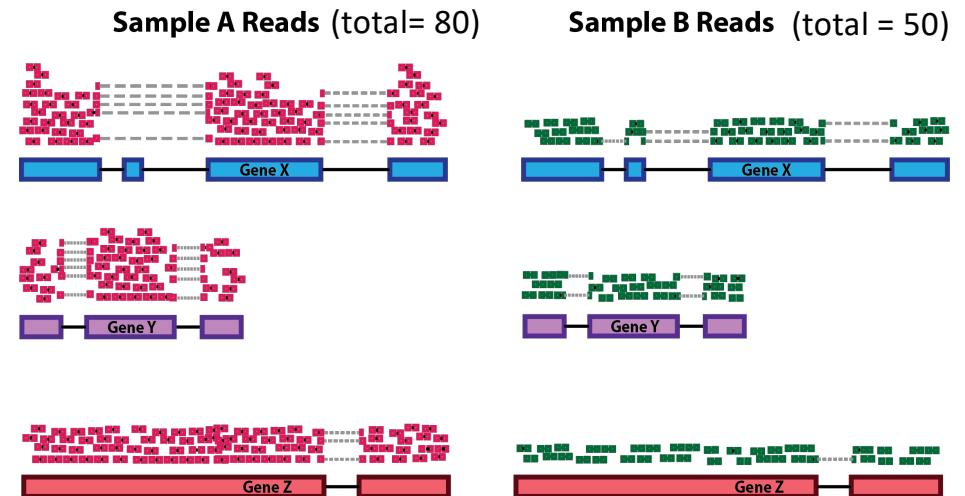 Sample A Reads (total= 80)
Sample B Reads (total = 50)
Gene X
Gene X
Gene Y
Gene Y
Gene Z
Gene Z